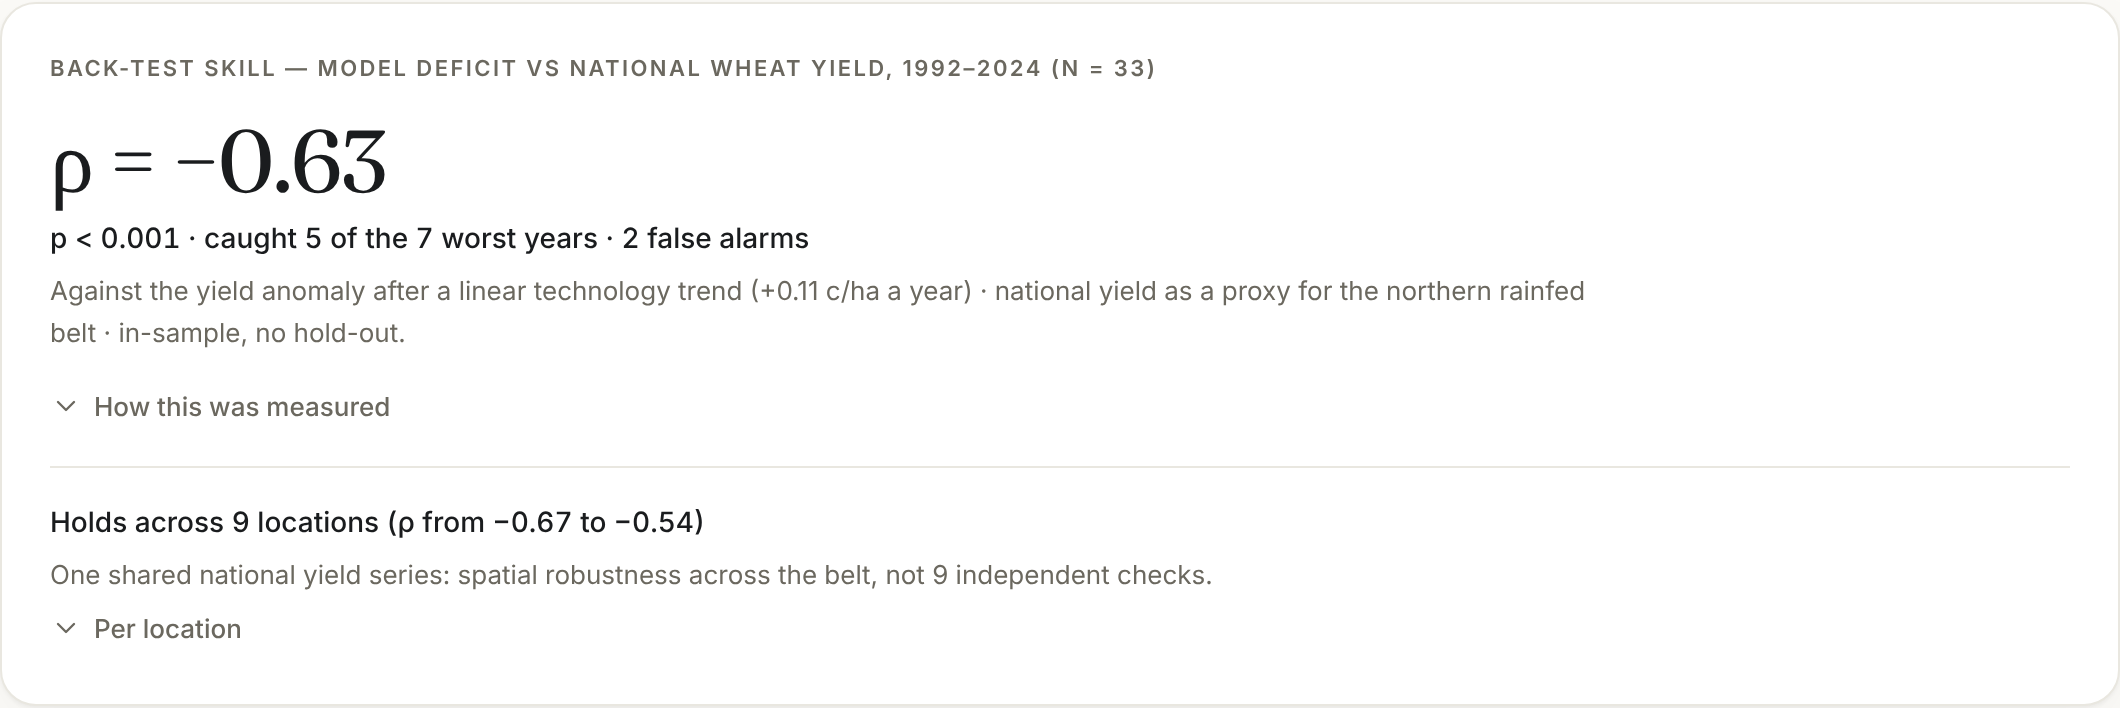 BACK-TEST SKILL — MODEL DEFICIT VS NATIONAL WHEAT YIELD, 1992–2024 (N = 33)
ρ = −0.63
p < 0.001 · caught 5 of the 7 worst years · 2 false alarms
Against the yield anomaly after a linear technology trend (+0.11 c/ha a year) · national yield as a proxy for the northern rainfed
belt · in-sample, no hold-out.
How this was measured
Holds across 9 locations (ρ from −0.67 to −0.54)
One shared national yield series: spatial robustness across the belt, not 9 independent checks.
Per location